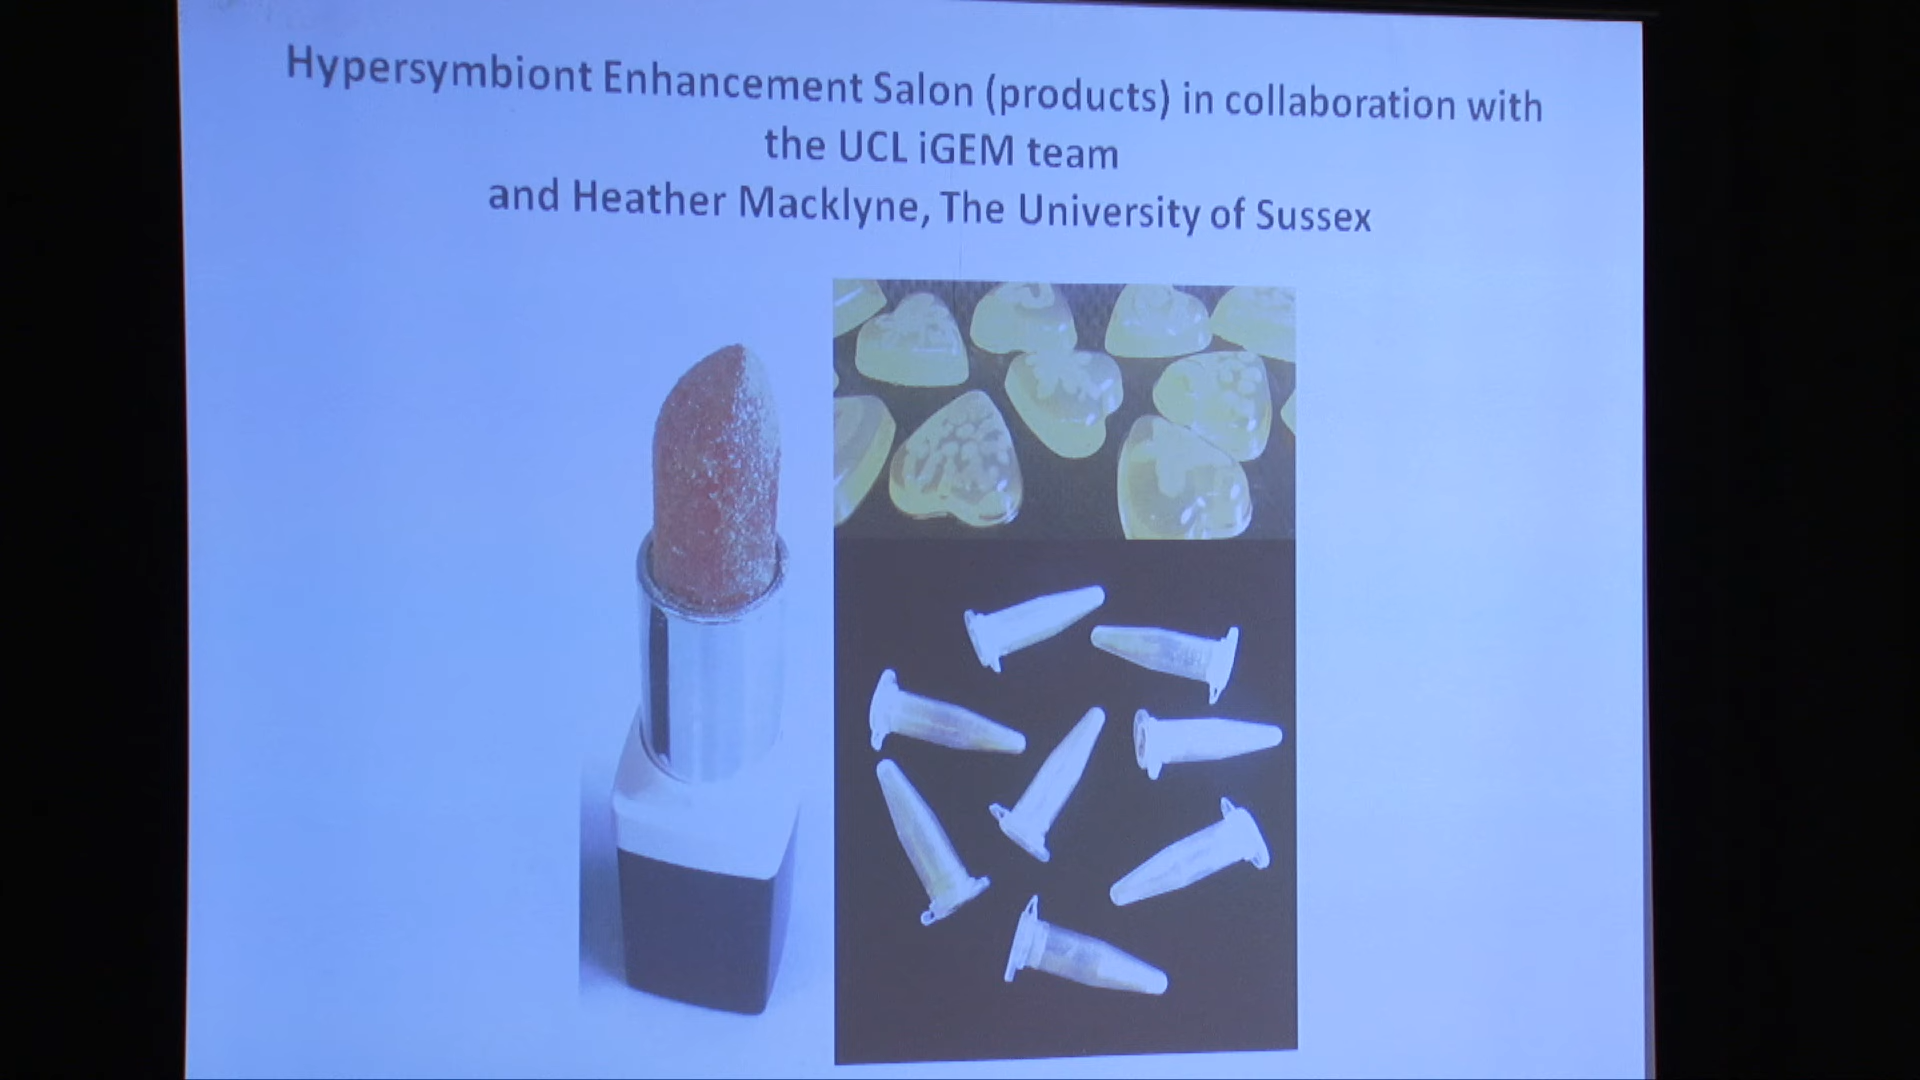 Hypersymbiont Enhancement Salon (products) in collaboration with
the UCL iGEM team
and Heather Macklyne, The University of Sussex